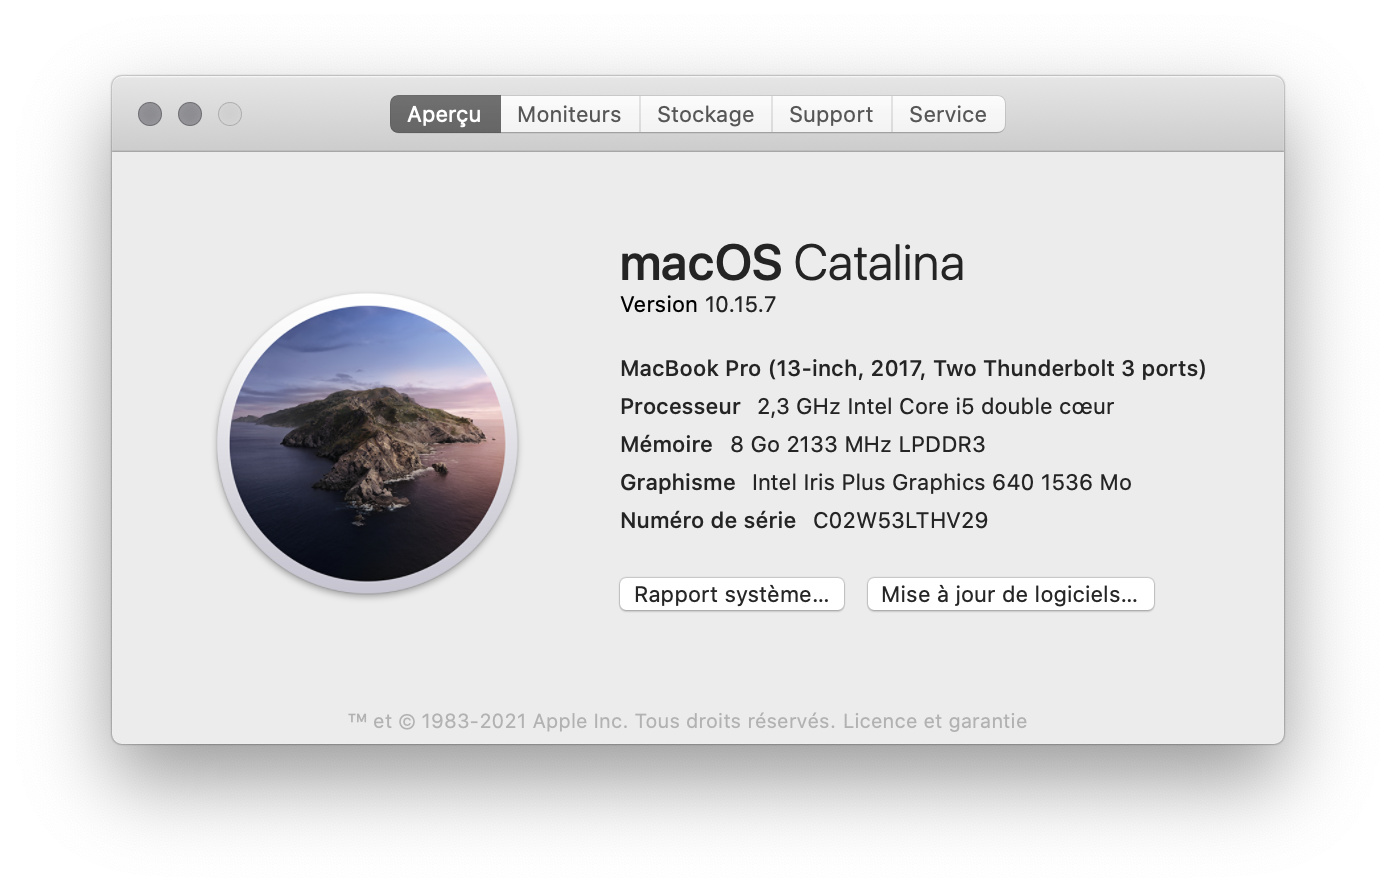 Aperçu Moniteurs Stockage Support Service
macOS Catalina
Version 10.15.7
MacBook Pro (13-inch, 2017, Two Thunderbolt 3 ports)
Processeur 2,3 GHz Intel Core i5 double cœur
Mémoire 8 Go 2133 MHz LPDDR3
Graphisme Intel Iris Plus Graphics 640 1536 Mo
Numéro de série C02W53LTHV29
Rapport système... Mise à jour de logiciels...
™ et © 1983-2021 Apple Inc. Tous droits réservés. Licence et garantie